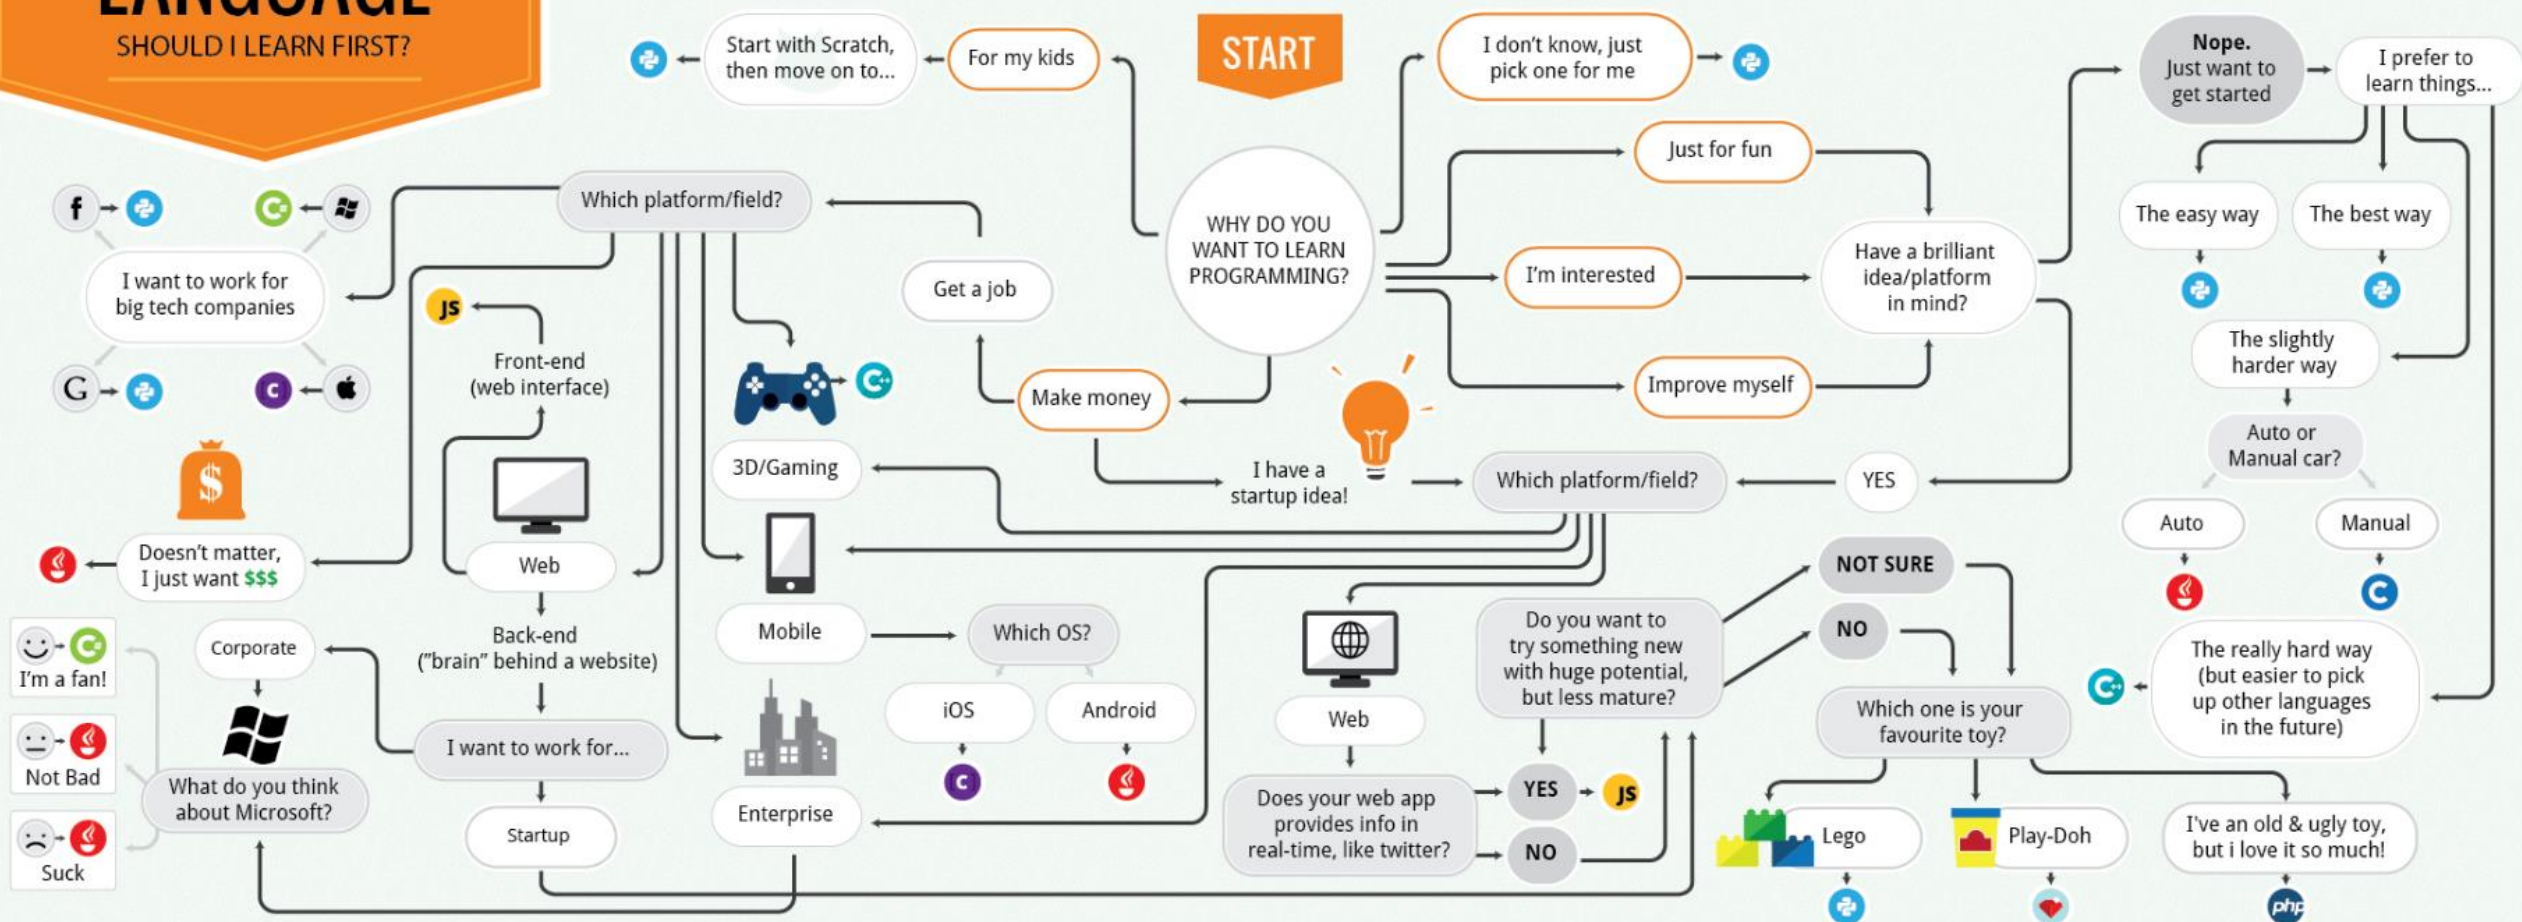 LANGUAGE
SHOULD I LEARN FIRST?
START
Start with Scratch,
then move on to...
For my kids
I don't know, just
pick one for me
Nope.
Just want to
get started
I prefer to
learn things...
Just for fun
Which platform/field?
WHY DO YOU
WANT TO LEARN
PROGRAMMING?
The easy way
The best way
f
C#
I want to work for
big tech companies
Get a job
I'm interested
Have a brilliant
idea/platform
in mind?
JS
Front-end
(web interface)
The slightly
harder way
G
C
C++
Make money
Improve myself
Auto or
Manual car?
$
3D/Gaming
I have a
startup idea!
Which platform/field?
YES
Auto
Manual
Doesn't matter,
I just want $$$
Web
NOT SURE
C
Mobile
Which OS?
Do you want to
try something new
with huge potential,
but less mature?
NO
The really hard way
(but easier to pick
up other languages
in the future)
C++
C#
I'm a fan!
Corporate
Back-end
("brain" behind a website)
iOS
Android
Web
Which one is your
favourite toy?
Not Bad
I want to work for...
C
What do you think
about Microsoft?
Enterprise
Does your web app
provides info in
real-time, like twitter?
YES
JS
NO
Suck
Startup
Lego
Play-Doh
I've an old & ugly toy,
but i love it so much!
php